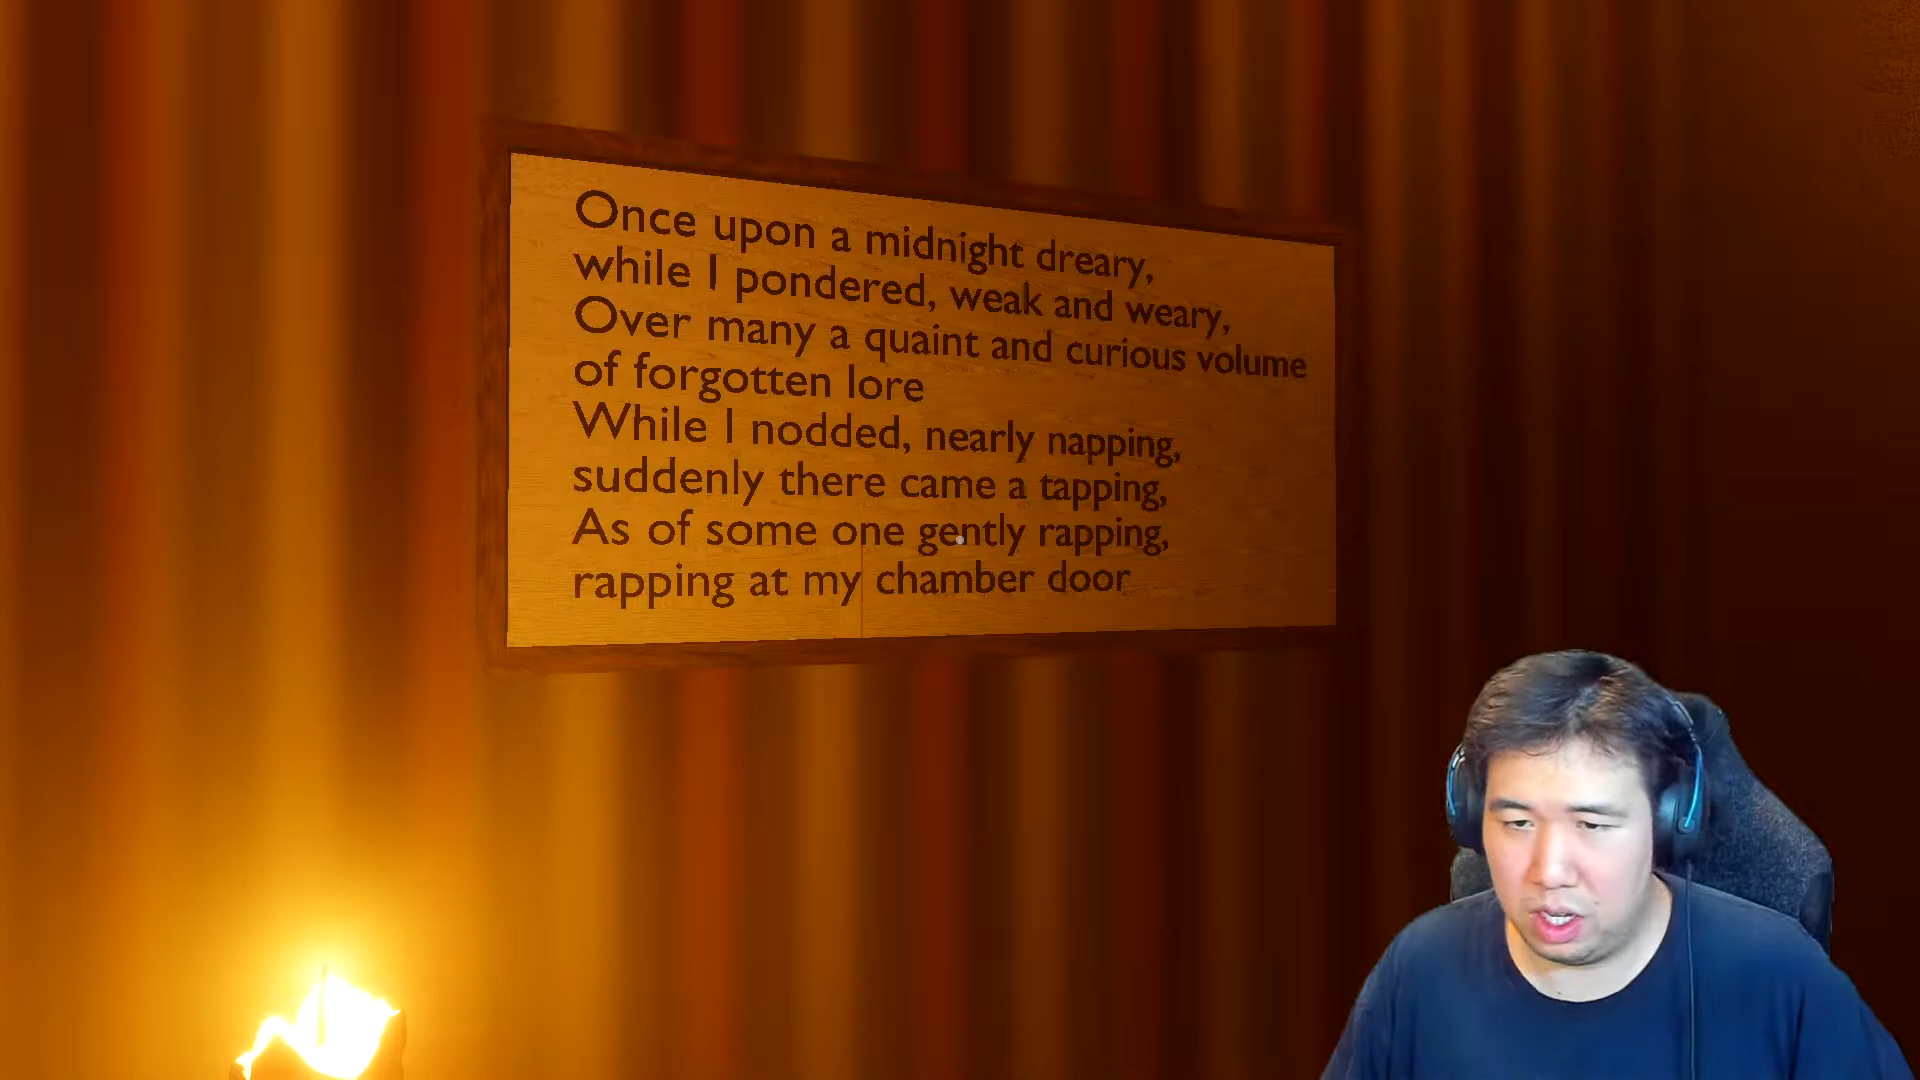 Once upon a midnight dreary,
while I pondered, weak and weary,
Over many a quaint and curious volume
of forgotten lore
While I nodded, nearly napping,
suddenly there came a tapping,
As of some one gently rapping,
rapping at my chamber door